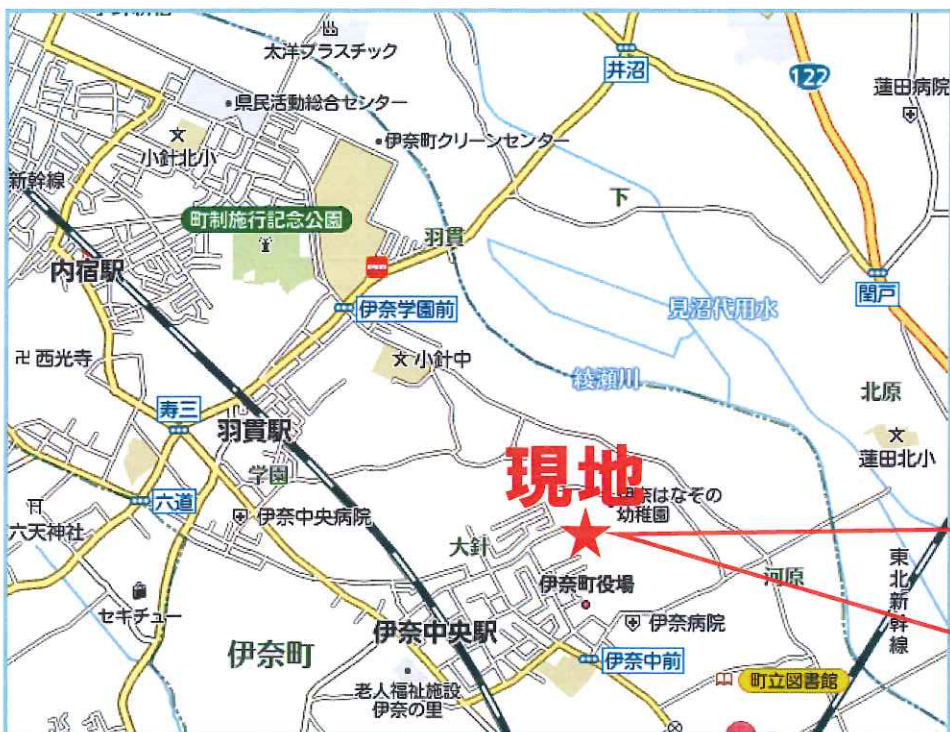 太洋プラスチック
井沼
122
蓮田病院
県民活動総合センター
小針北小
伊奈町クリーンセンター
新幹線
下
町制施行記念公園
羽貫
内宿駅
閏戸
伊奈学園前
見沼代用水
西光寺
小針中
綾瀬川
北原
寿三
羽貫駅
蓮田北小
学園
現地
六道
伊奈はなぞの
幼稚園
六天神社
伊奈中央病院
大針
河原
東北新幹線
伊奈町役場
セキチュー
伊奈町
伊奈中央駅
伊奈病院
伊奈中前
老人福祉施設
伊奈の里
町立図書館